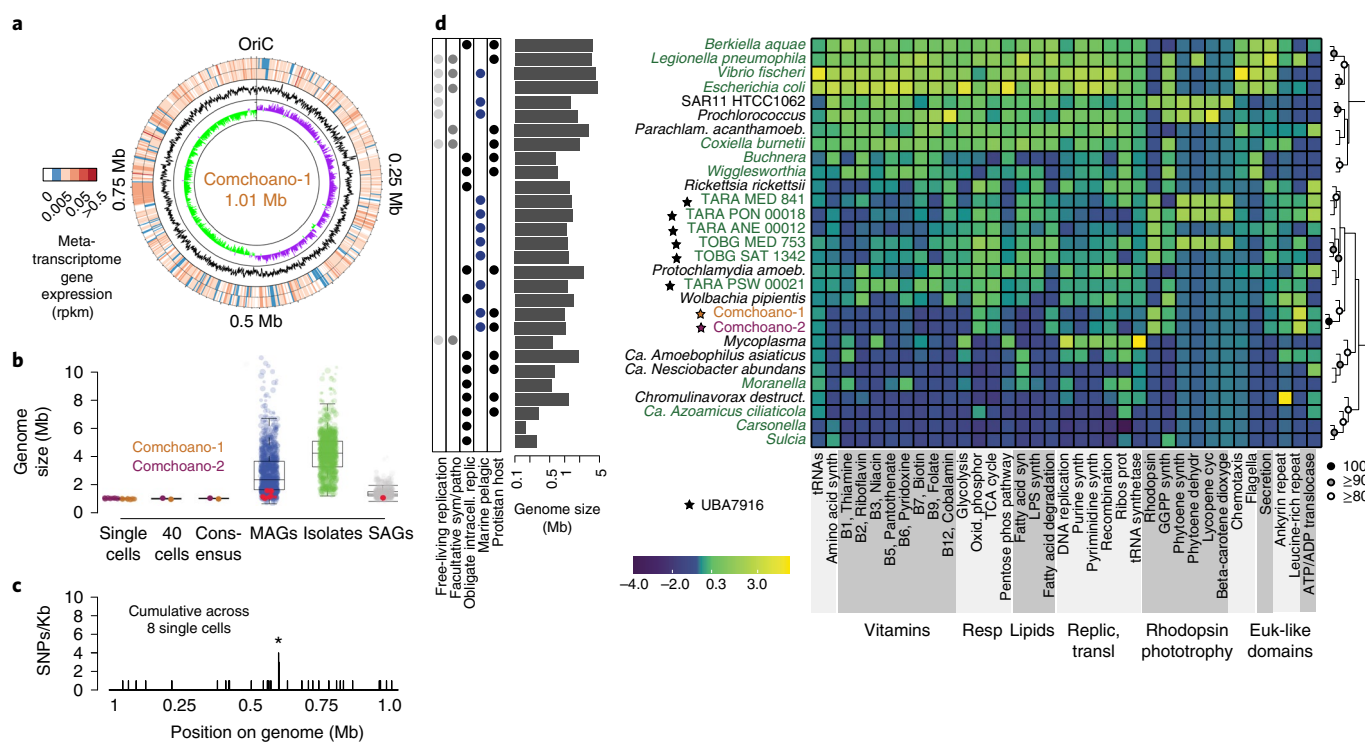 a
OriC
Comchoano-1
1.01 Mb
0.25 Mb
0.5 Mb
0.75 Mb
0
0.005
0.05
>0.5
Meta-
transcriptome
gene
expression
(rpkm)
b
Genome
size (Mb)
10
8
6
4
2
0
Comchoano-1
Comchoano-2
Single
cells
40
cells
Cons-
ensus
MAGs
Isolates
SAGs
c
SNPs/Kb
10
8
6
4
2
0
Cumulative across
8 single cells
*
1
0.25
0.5
0.75
1.0
Position on genome (Mb)
d
Free-living replication
Facultative sym/patho
Obligate intracell. replic
Marine pelagic
Protistan host
0.1
0.5
1
5
Genome size
(Mb)
Berkiella aquae
Legionella pneumophila
Vibrio fischeri
Escherichia coli
SAR11 HTCC1062
Prochlorococcus
Parachlam. acanthamoeb.
Coxiella burnetii
Buchnera
Wigglesworthia
Rickettsia rickettsii
TARA MED 841
TARA PON 00018
TARA ANE 00012
TOBG MED 753
TOBG SAT 1342
Protochlamydia amoeb.
TARA PSW 00021
Wolbachia pipientis
Comchoano-1
Comchoano-2
Mycoplasma
Ca. Amoebophilus asiaticus
Ca. Nesciobacter abundans
Moranella
Chromulinavorax destruct.
Ca. Azoamicus ciliaticola
Carsonella
Sulcia
UBA7916
−4.0
−2.0
0.3
3.0
tRNAs
Amino acid synth
B1, Thiamine
B2, Riboflavin
B3, Niacin
B5, Pantothenate
B6, Pyridoxine
B7, Biotin
B9, Folate
B12, Cobalamin
Glycolysis
Oxid. phosphor
TCA cycle
Pentose phos pathway
Fatty acid syn
LPS synth
Fatty acid degradation
DNA replication
Purine synth
Pyrimidine synth
Recombination
Ribos prot
tRNA synthetase
Rhodopsin
GGPP synth
Phytoene synth
Phytoene dehydr
Lycopene cyc
Beta-carotene dioxyge
Chemotaxis
Flagella
Secretion
Ankyrin repeat
Leucine-rich repeat
ATP/ADP translocase
Vitamins
Resp
Lipids
Replic,
transl
Rhodopsin
phototrophy
Euk-like
domains
100
≥90
≥80